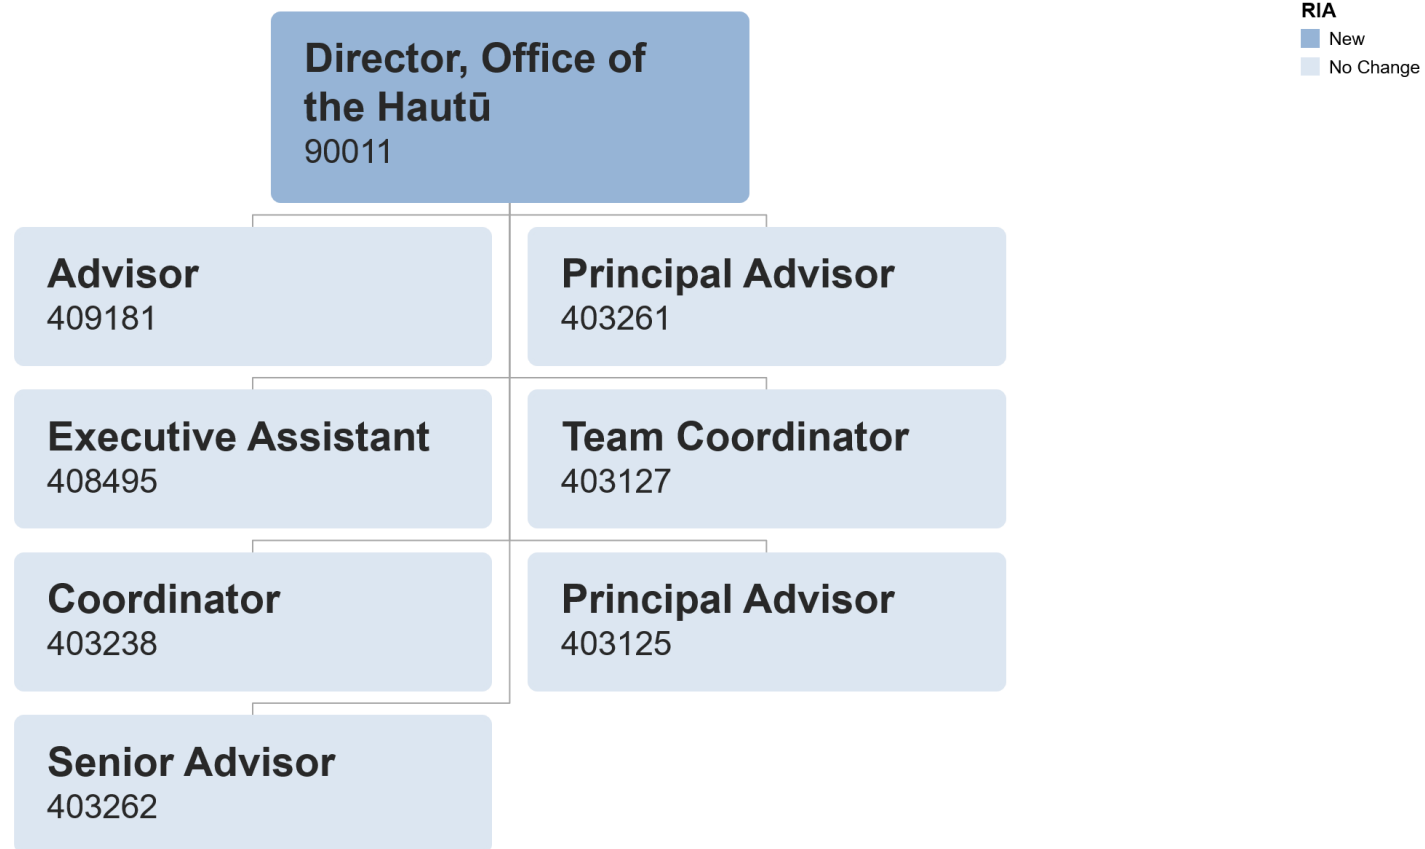 RIA
New
No Change
Director, Office of
the Hautū
90011
Advisor
409181
Principal Advisor
403261
Executive Assistant
408495
Team Coordinator
403127
Coordinator
403238
Principal Advisor
403125
Senior Advisor
403262